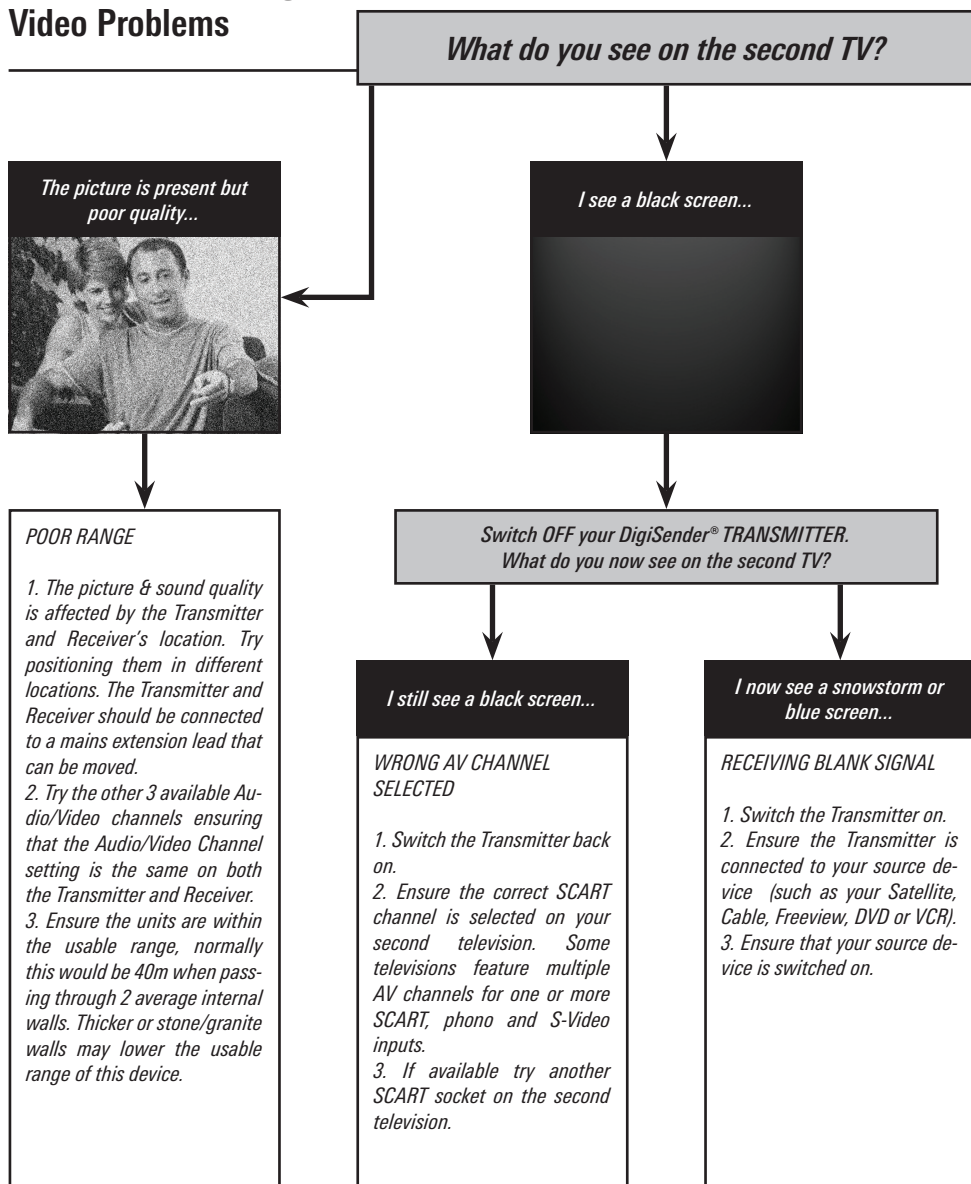 Video Problems
What do you see on the second TV?
The picture is present but
poor quality...
I see a black screen...
POOR RANGE
1. The picture & sound quality
is affected by the Transmitter
and Receiver's location. Try
positioning them in different
locations. The Transmitter and
Receiver should be connected
to a mains extension lead that
can be moved.
2. Try the other 3 available Au-
dio/Video channels ensuring
that the Audio/Video Channel
setting is the same on both
the Transmitter and Receiver.
3. Ensure the units are within
the usable range, normally
this would be 40m when pass-
ing through 2 average internal
walls. Thicker or stone/granite
walls may lower the usable
range of this device.
Switch OFF your DigiSender® TRANSMITTER.
What do you now see on the second TV?
I still see a black screen...
WRONG AV CHANNEL
SELECTED
1. Switch the Transmitter back
on.
2. Ensure the correct SCART
channel is selected on your
second television. Some
televisions feature multiple
AV channels for one or more
SCART, phono and S-Video
inputs.
3. If available try another
SCART socket on the second
television.
I now see a snowstorm or
blue screen...
RECEIVING BLANK SIGNAL
1. Switch the Transmitter on.
2. Ensure the Transmitter is
connected to your source de-
vice (such as your Satellite,
Cable, Freeview, DVD or VCR).
3. Ensure that your source de-
vice is switched on.